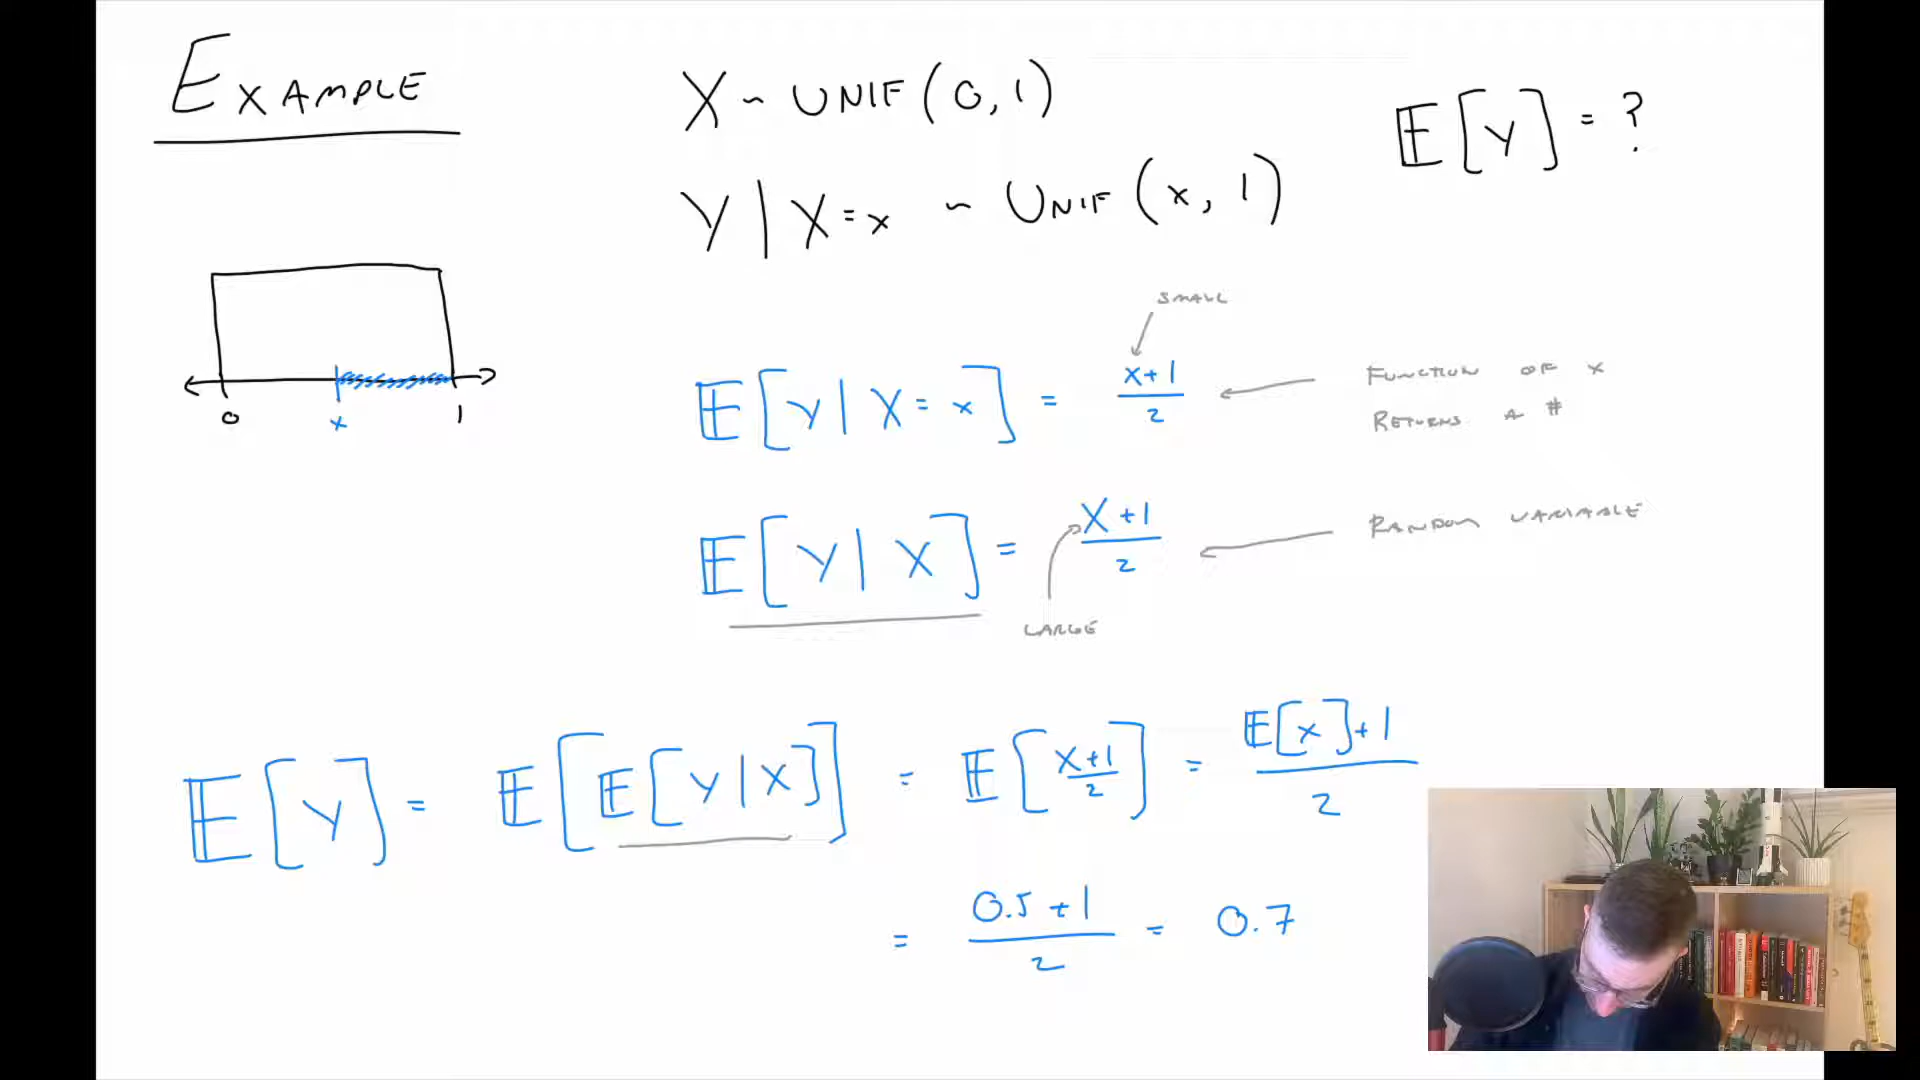 EXAMPLE
X ~ UNIF(0,1)
𝔼[Y] = ?
Y | X = x ~ UNIF(x, 1)
0 x 1
SMALL
𝔼[Y | X = x] = (x+1)/2
FUNCTION OF x
RETURNS A #
𝔼[Y | X] = (X+1)/2
RANDOM VARIABLE
LARGE
𝔼[Y] = 𝔼[𝔼[Y|X]] = 𝔼[(X+1)/2] = (𝔼[X]+1)/2
= (0.5+1)/2 = 0.7